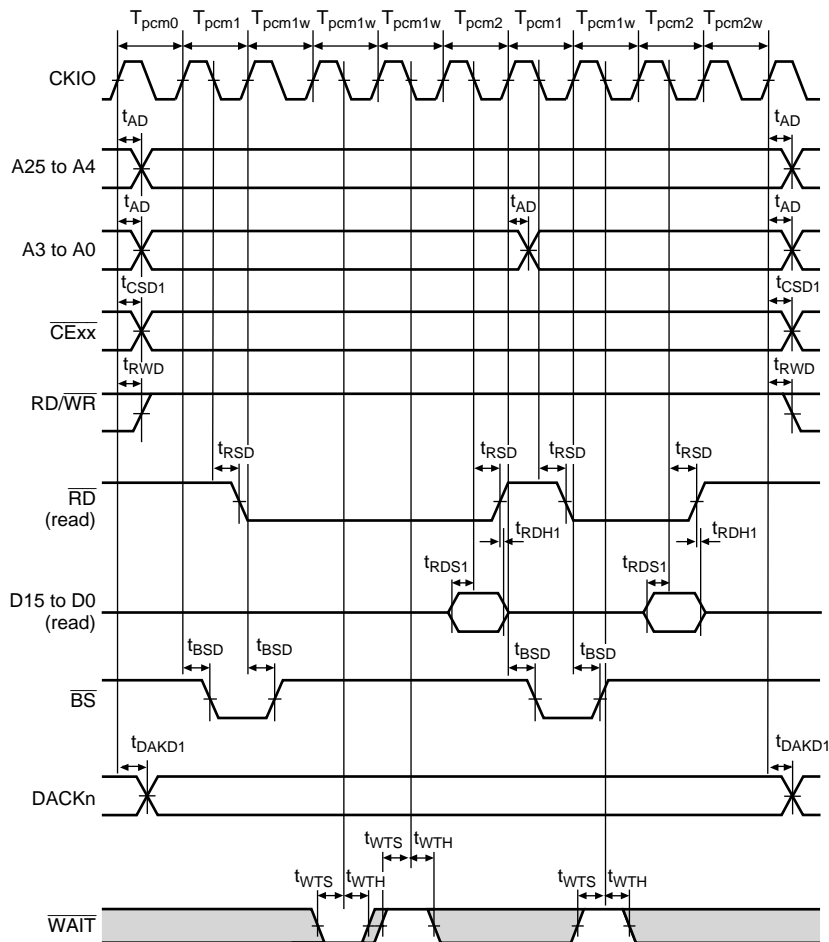 Tpcm0 Tpcm1 Tpcm1w Tpcm1w Tpcm1w Tpcm2 Tpcm1 Tpcm1w Tpcm2 Tpcm2w
CKIO
tAD tAD
A25 to A4
tAD tAD tAD
A3 to A0
tCSD1 tCSD1
CExx
tRWD tRWD
RD/WR
tRSD tRSD tRSD tRSD
RD
(read)
tRDH1 tRDH1
tRDS1 tRDS1
D15 to D0
(read)
tBSD tBSD tBSD tBSD
BS
tDAKD1 tDAKD1
DACKn
tWTS tWTH
tWTS tWTH tWTS tWTH
WAIT